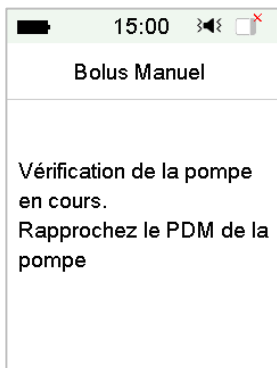 15:00
Bolus Manuel
Vérification de la pompe
en cours.
Rapprochez le PDM de la
pompe